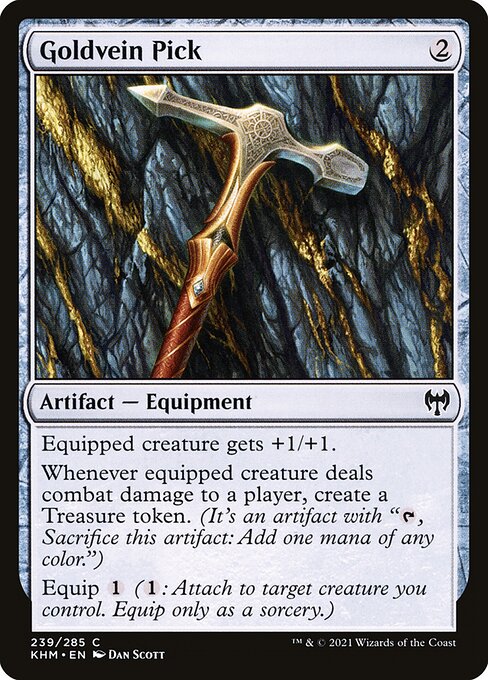 Goldvein Pick 2
Artifact — Equipment
Equipped creature gets +1/+1.
Whenever equipped creature deals
combat damage to a player, create a
Treasure token. (It's an artifact with “,
Sacrifice this artifact: Add one mana of any
color.”)
Equip 1 (1: Attach to target creature you
control. Equip only as a sorcery.)
239/285 C
KHM • EN Dan Scott
™ & © 2021 Wizards of the Coast